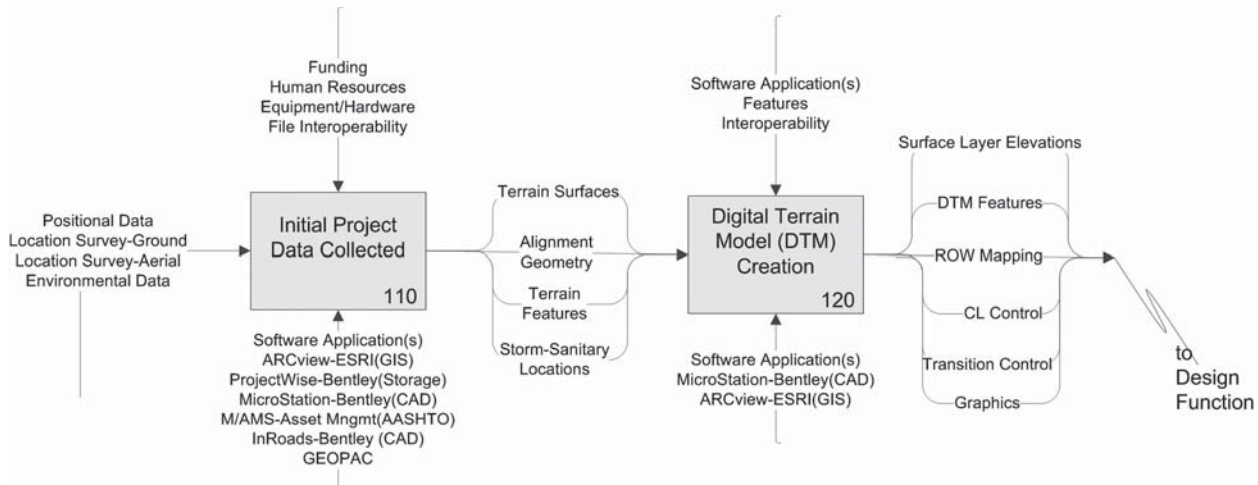 Funding
Human Resources
Equipment/Hardware
File Interoperability
Positional Data
Location Survey-Ground
Location Survey-Aerial
Environmental Data
Initial Project
Data Collected
110
Software Application(s)
ARCview-ESRI(GIS)
ProjectWise-Bentley(Storage)
MicroStation-Bentley(CAD)
M/AMS-Asset Mngmt(AASHTO)
InRoads-Bentley (CAD)
GEOPAC
Terrain Surfaces
Alignment
Geometry
Terrain
Features
Storm-Sanitary
Locations
Software Application(s)
Features
Interoperability
Digital Terrain
Model (DTM)
Creation
120
Software Application(s)
MicroStation-Bentley(CAD)
ARCview-ESRI(GIS)
Surface Layer Elevations
DTM Features
ROW Mapping
CL Control
Transition Control
Graphics
to
Design
Function